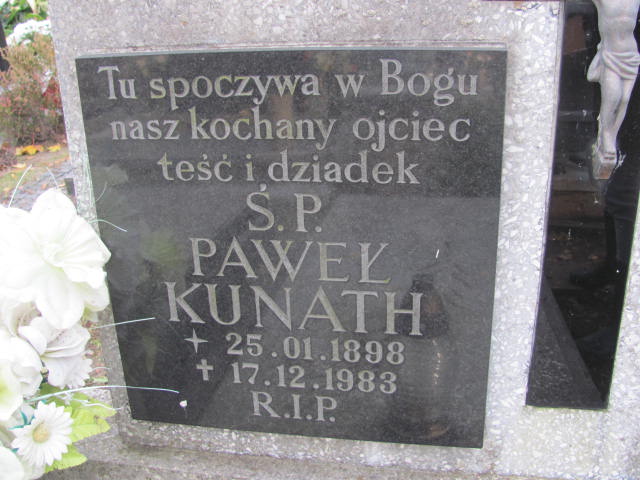 Tu spoczywa w Bogu
nasz kochany ojciec
teść i dziadek
Ś.P.
PAWEŁ
KUNATH
25.01.1898
17.12.1983
R.I.P.